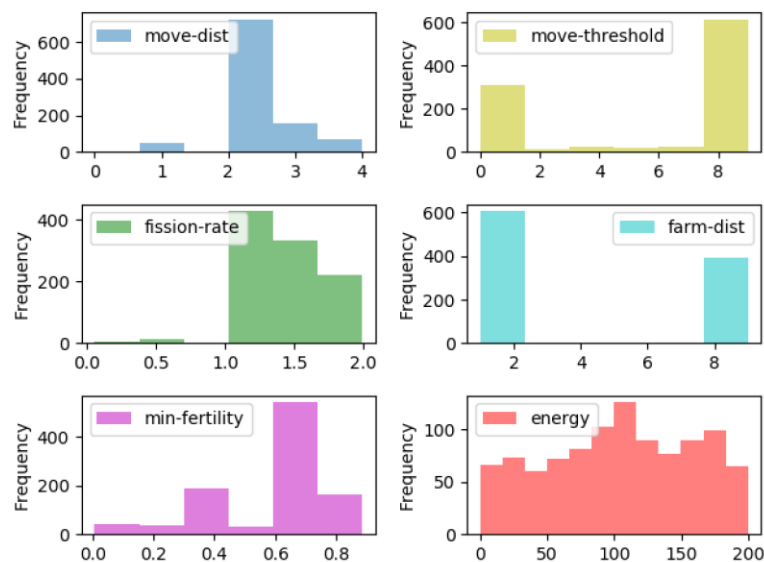 move-dist
Frequency
600
400
200
0
0 1 2 3 4
move-threshold
Frequency
600
400
200
0
0 2 4 6 8
fission-rate
Frequency
400
200
0
0.0 0.5 1.0 1.5 2.0
farm-dist
Frequency
600
400
200
0
2 4 6 8
min-fertility
Frequency
400
200
0
0.0 0.2 0.4 0.6 0.8
energy
Frequency
100
50
0
0 50 100 150 200